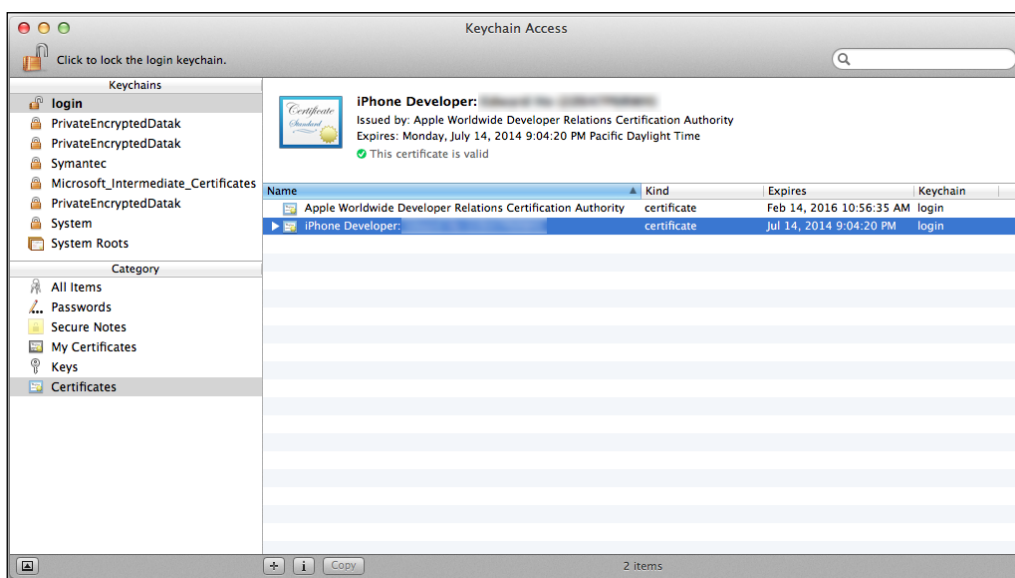 Keychain Access
Click to lock the login keychain.
Keychains
login
PrivateEncryptedDatak
PrivateEncryptedDatak
Symantec
Microsoft_Intermediate_Certificates
PrivateEncryptedDatak
System
System Roots
Category
All Items
Passwords
Secure Notes
My Certificates
Keys
Certificates
Certificate
Standard
iPhone Developer:
Issued by: Apple Worldwide Developer Relations Certification Authority
Expires: Monday, July 14, 2014 9:04:20 PM Pacific Daylight Time
This certificate is valid
Name Kind Expires Keychain
Apple Worldwide Developer Relations Certification Authority certificate Feb 14, 2016 10:56:35 AM login
iPhone Developer: certificate Jul 14, 2014 9:04:20 PM login
Copy
2 items